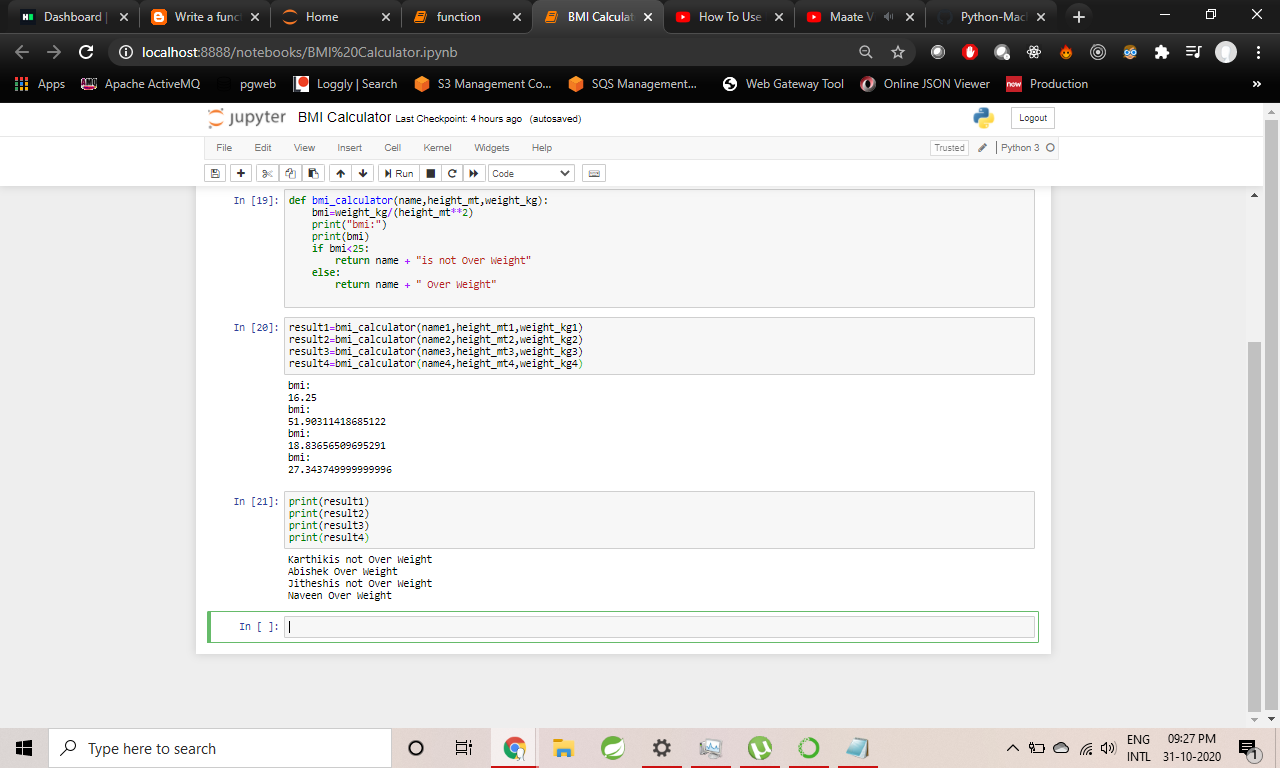 Dashboard |
Write a func
Home
function
BMI Calculat
How To Use
Maate V
Python-Mac
localhost:8888/notebooks/BMI%20Calculator.ipynb
Apps
Apache ActiveMQ
pgweb
Loggly | Search
S3 Management Co...
SQS Management...
Web Gateway Tool
Online JSON Viewer
now
Production
»
jupyter BMI Calculator Last Checkpoint: 4 hours ago (autosaved)
Logout
File Edit View Insert Cell Kernel Widgets Help
Trusted
Python 3
Run
Code
In [19]:
def bmi_calculator(name,height_mt,weight_kg):
    bmi=weight_kg/(height_mt**2)
    print("bmi:")
    print(bmi)
    if bmi<25:
        return name + "is not Over Weight"
    else:
        return name + " Over Weight"
In [20]:
result1=bmi_calculator(name1,height_mt1,weight_kg1)
result2=bmi_calculator(name2,height_mt2,weight_kg2)
result3=bmi_calculator(name3,height_mt3,weight_kg3)
result4=bmi_calculator(name4,height_mt4,weight_kg4)
bmi:
16.25
bmi:
51.90311418685122
bmi:
18.83656509695291
bmi:
27.343749999999996
In [21]:
print(result1)
print(result2)
print(result3)
print(result4)
Karthikis not Over Weight
Abishek Over Weight
Jitheshis not Over Weight
Naveen Over Weight
In [ ]:
Type here to search
ENG
INTL
09:27 PM
31-10-2020
1